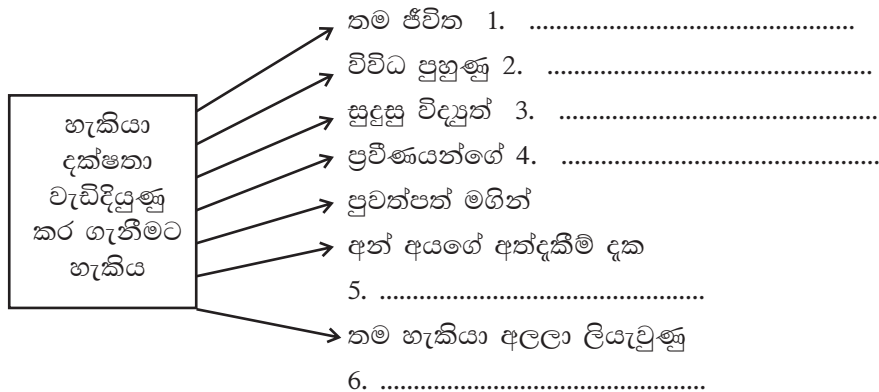 හැකියා
දක්ෂතා
වැඩිදියුණු
කර ගැනීමට
හැකිය
තම ජීවිත 1. ......................................................
විවිධ පුහුණු 2. ......................................................
සුදුසු විද්‍යුත් 3. .....................................................
ප්‍රවීණයන්ගේ 4. .....................................................
පුවත්පත් මගින්
අන් අයගේ අත්දැකීම් දැක
5. ......................................................
තම හැකියා අලලා ලියැවුණු
6. ......................................................